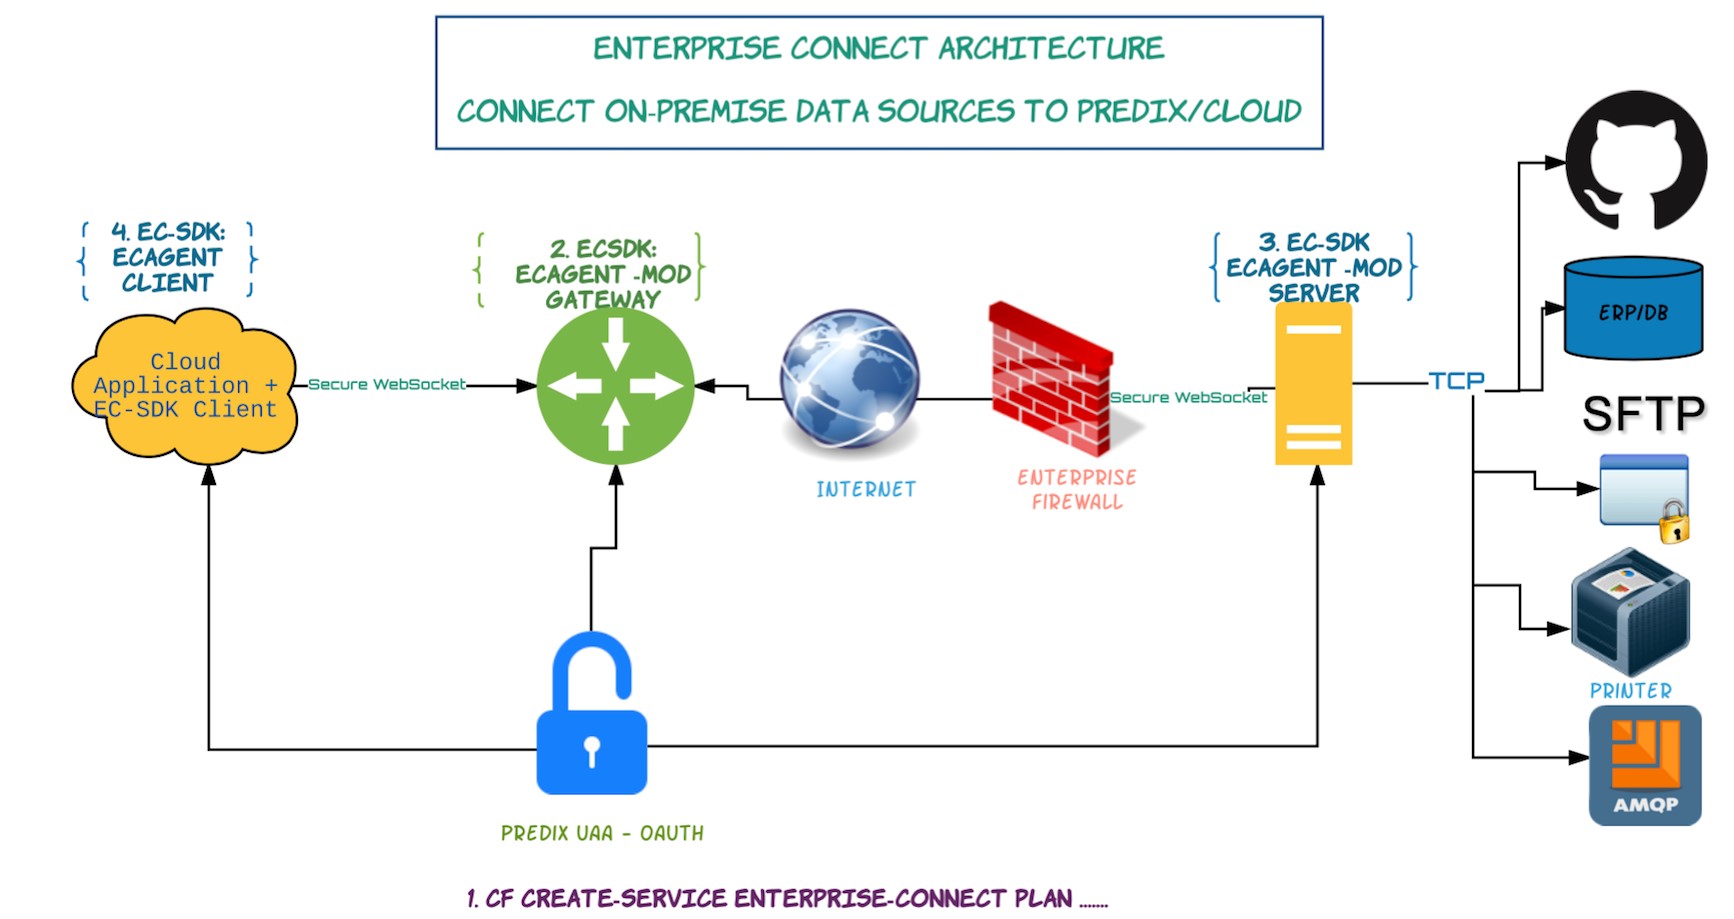 ENTERPRISE CONNECT ARCHITECTURE
CONNECT ON-PREMISE DATA SOURCES TO PREDIX/CLOUD
4. EC-SDK:
ECAGENT
CLIENT
2. ECSDK:
ECAGENT -MOD
GATEWAY
3. EC-SDK
ECAGENT -MOD
SERVER
Cloud
Application +
EC-SDK Client
Secure WebSocket
INTERNET
ENTERPRISE
FIREWALL
Secure WebSocket
TCP
ERP/DB
SFTP
PRINTER
AMQP
PREDIX UAA - OAUTH
1. CF CREATE-SERVICE ENTERPRISE-CONNECT PLAN .......